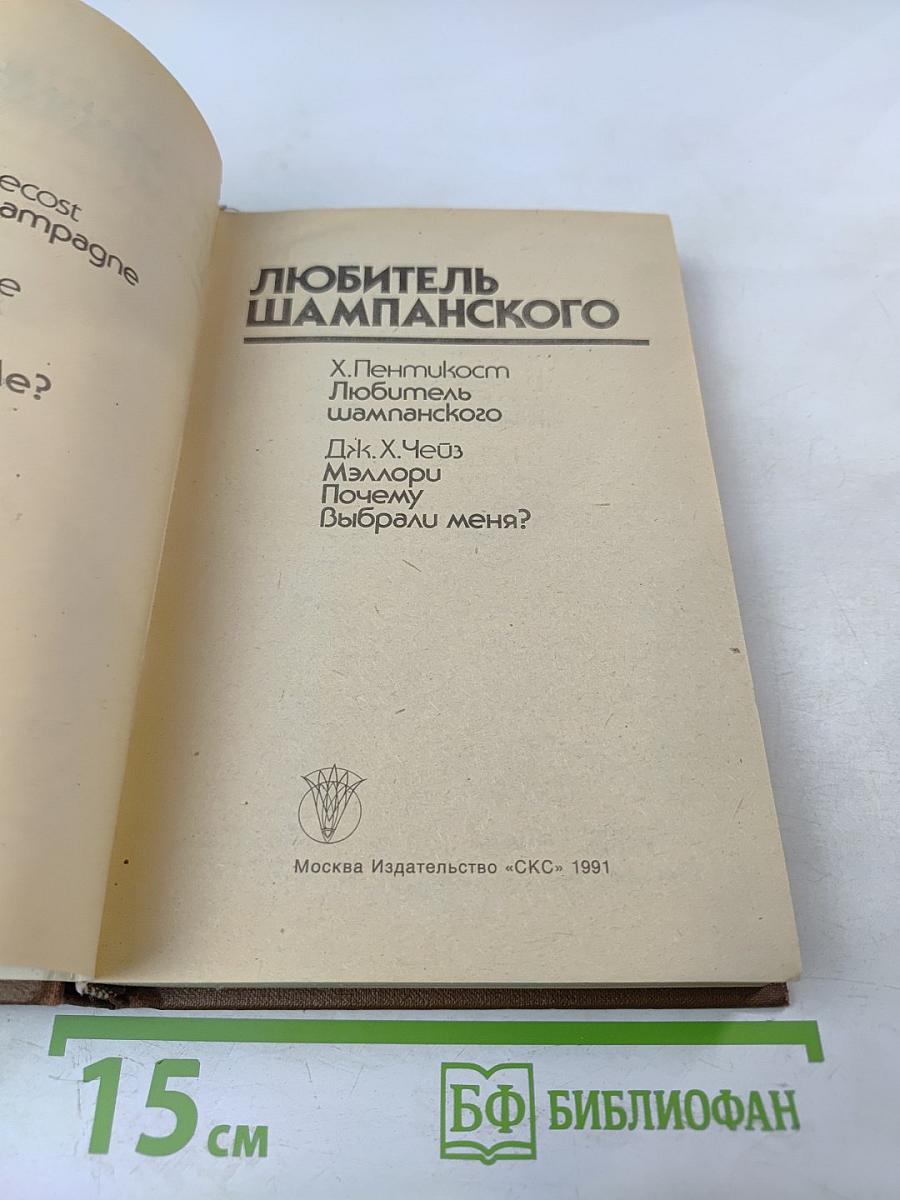 ecost
ampagne
e
le?
ЛЮБИТЕЛЬ
ШАМПАНСКОГО
Х.Пентикост
Любитель
шампанского
Дж.Х.Чейз
Мэллори
Почему
выбрали меня?
Москва Издательство «СКС» 1991
15 см
БФ БИБЛИОФАН